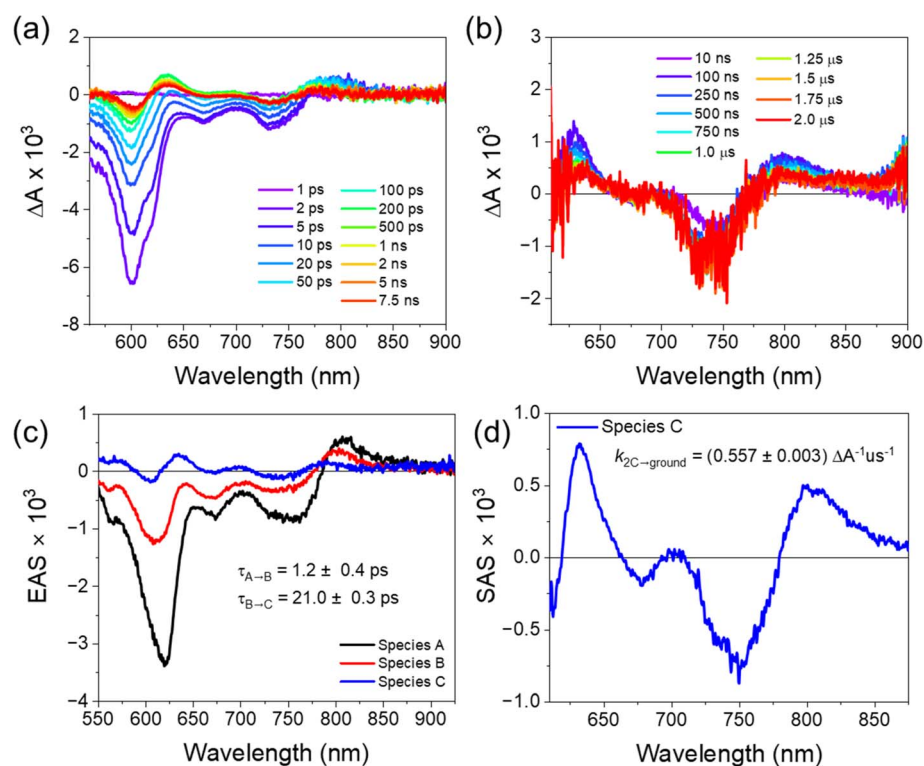 (a)
2
0
-2
-4
-6
-8
ΔA x 10³
600 650 700 750 800 850 900
Wavelength (nm)
1 ps 100 ps
2 ps 200 ps
5 ps 500 ps
10 ps 1 ns
20 ps 2 ns
50 ps 5 ns
7.5 ns
(b)
3
2
1
0
-1
-2
ΔA x 10³
650 700 750 800 850 900
Wavelength (nm)
10 ns 1.25 μs
100 ns 1.5 μs
250 ns 1.75 μs
500 ns 2.0 μs
750 ns
1.0 μs
(c)
1
0
-1
-2
-3
-4
EAS × 10³
550 600 650 700 750 800 850 900
Wavelength (nm)
τA→B = 1.2 ± 0.4 ps
τB→C = 21.0 ± 0.3 ps
Species A
Species B
Species C
(d)
1.0
0.5
0.0
-0.5
-1.0
SAS × 10³
650 700 750 800 850
Wavelength (nm)
Species C
k2C→ground = (0.557 ± 0.003) ΔA⁻¹us⁻¹